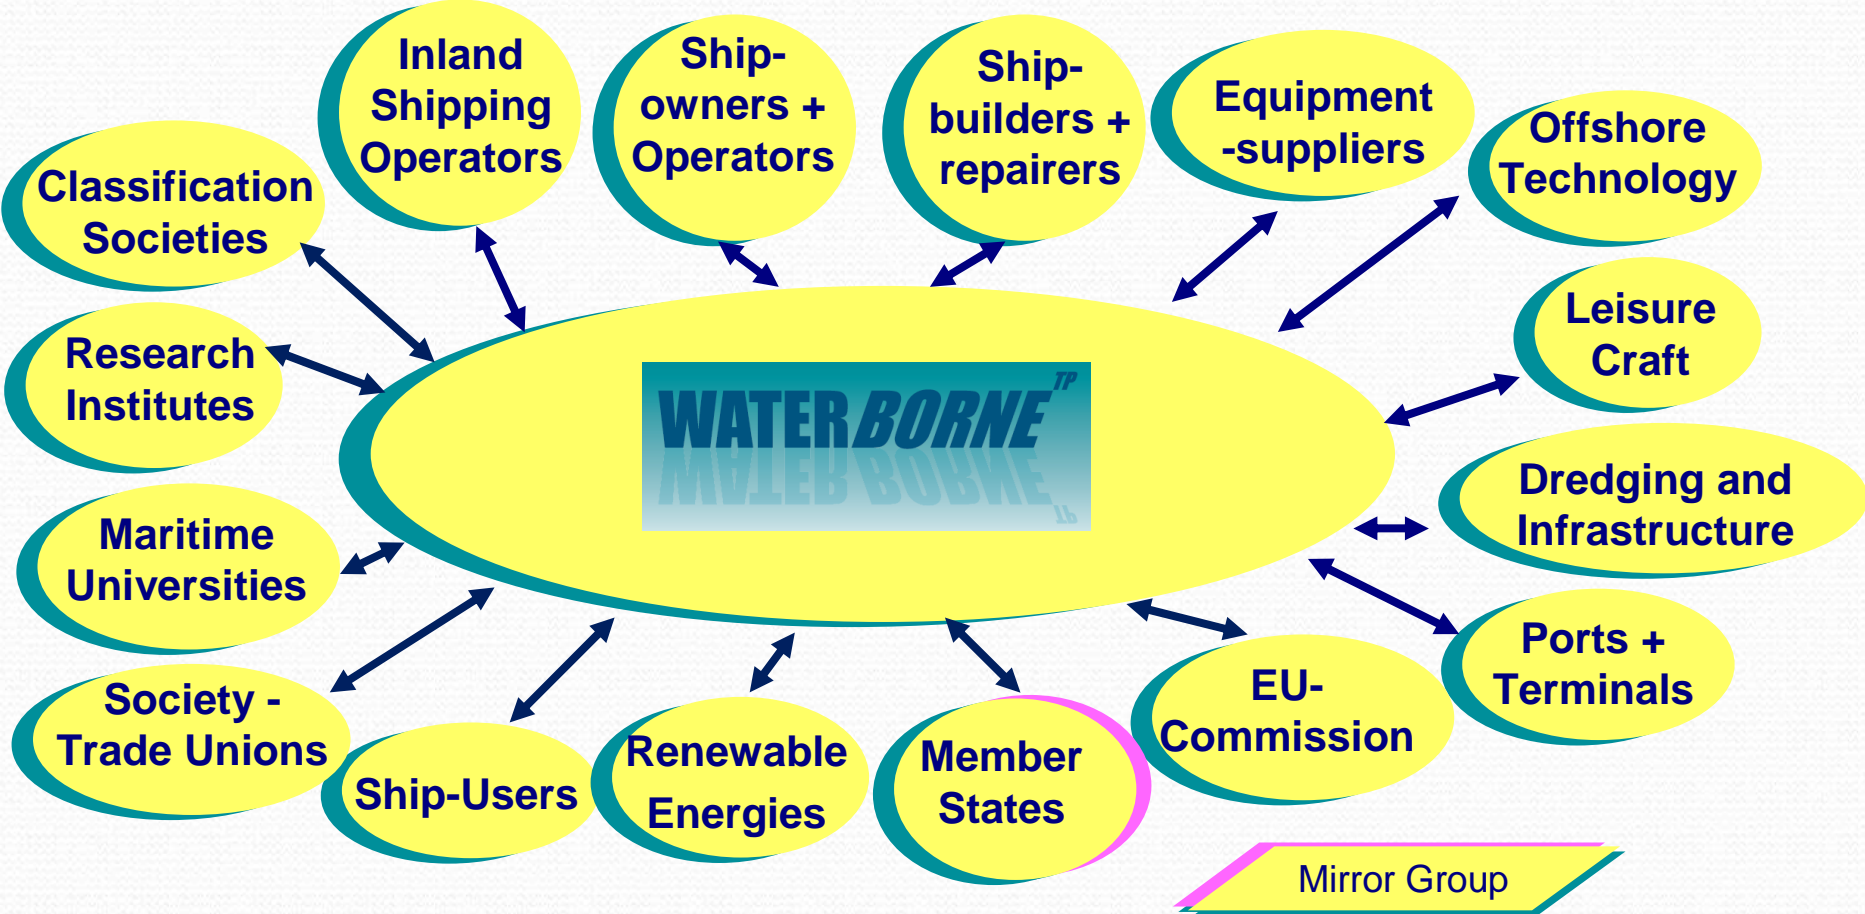 Inland
Shipping
Operators
Ship-
owners +
Operators
Ship-
builders +
repairers
Equipment
-suppliers
Offshore
Technology
Classification
Societies
Leisure
Craft
Research
Institutes
WATERBORNE TP
Dredging and
Infrastructure
Maritime
Universities
Ports +
Terminals
Society -
Trade Unions
Ship-Users
Renewable
Energies
Member
States
EU-
Commission
Mirror Group